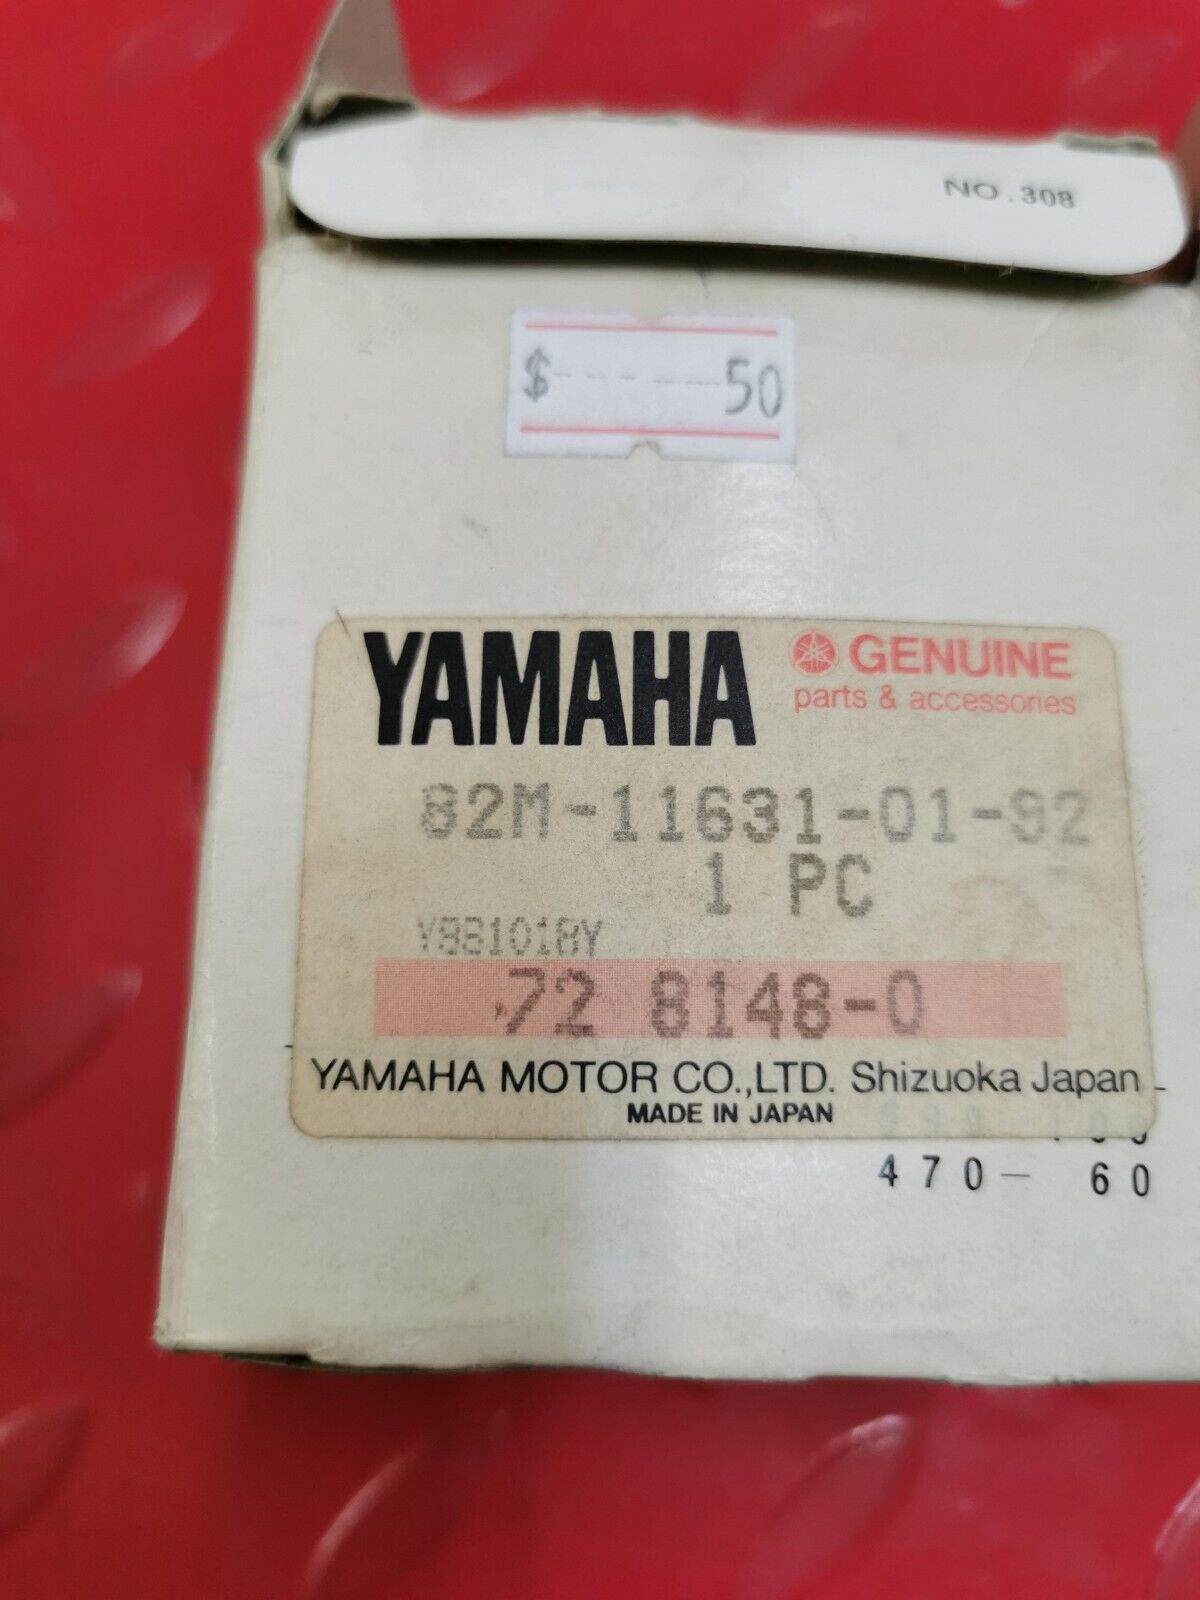 NO.308
$-----50
YAMAHA
GENUINE
parts & accessories
82M-11631-01-92
1 PC
72 8148-0
YAMAHA MOTOR CO.,LTD. Shizuoka Japan
MADE IN JAPAN
470- 60